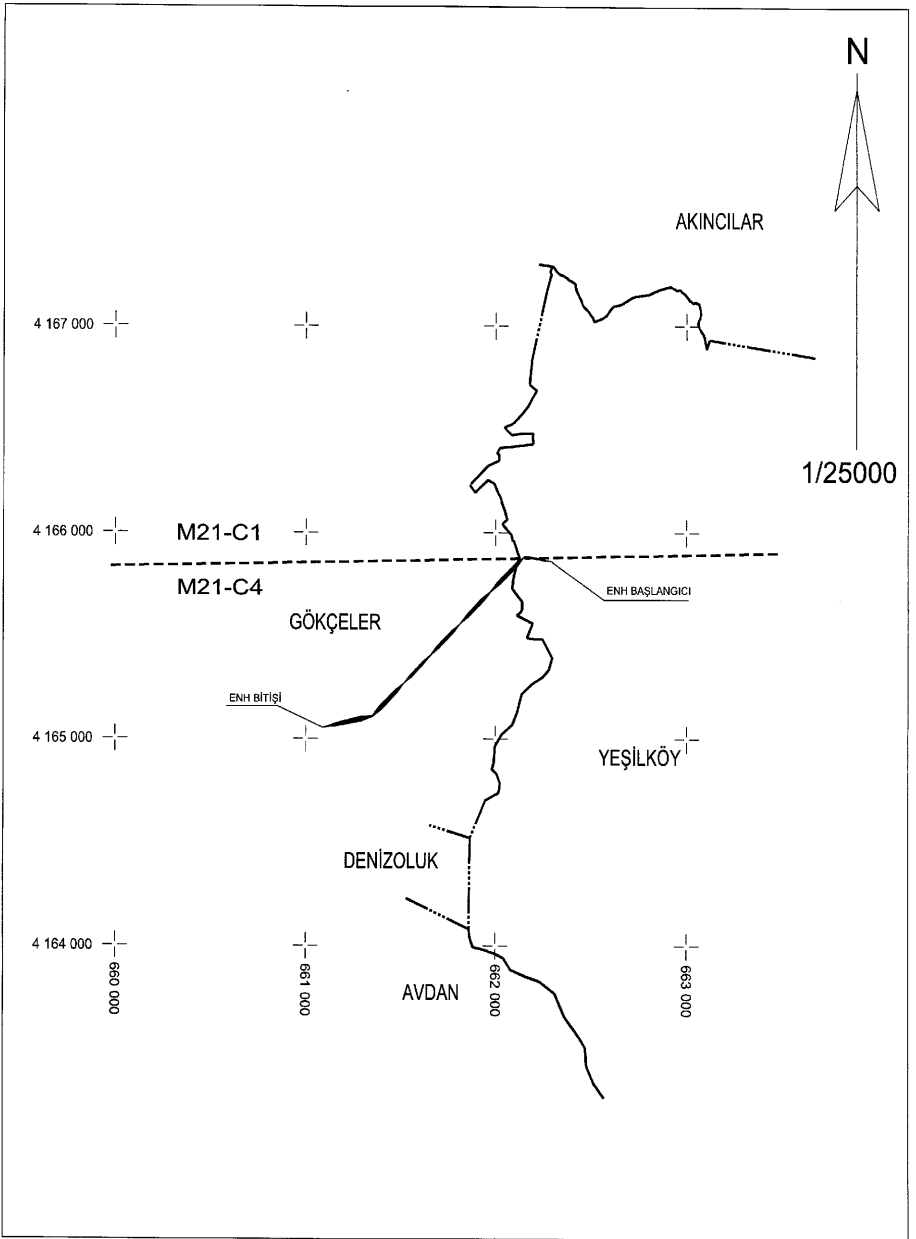 N
AKINCILAR
4 167 000
1/25000
4 166 000
M21-C1
M21-C4
ENH BAŞLANGICI
GÖKÇELER
ENH BİTİŞİ
4 165 000
YEŞİLKÖY
DENİZOLUK
4 164 000
660 000
661 000
662 000
663 000
AVDAN